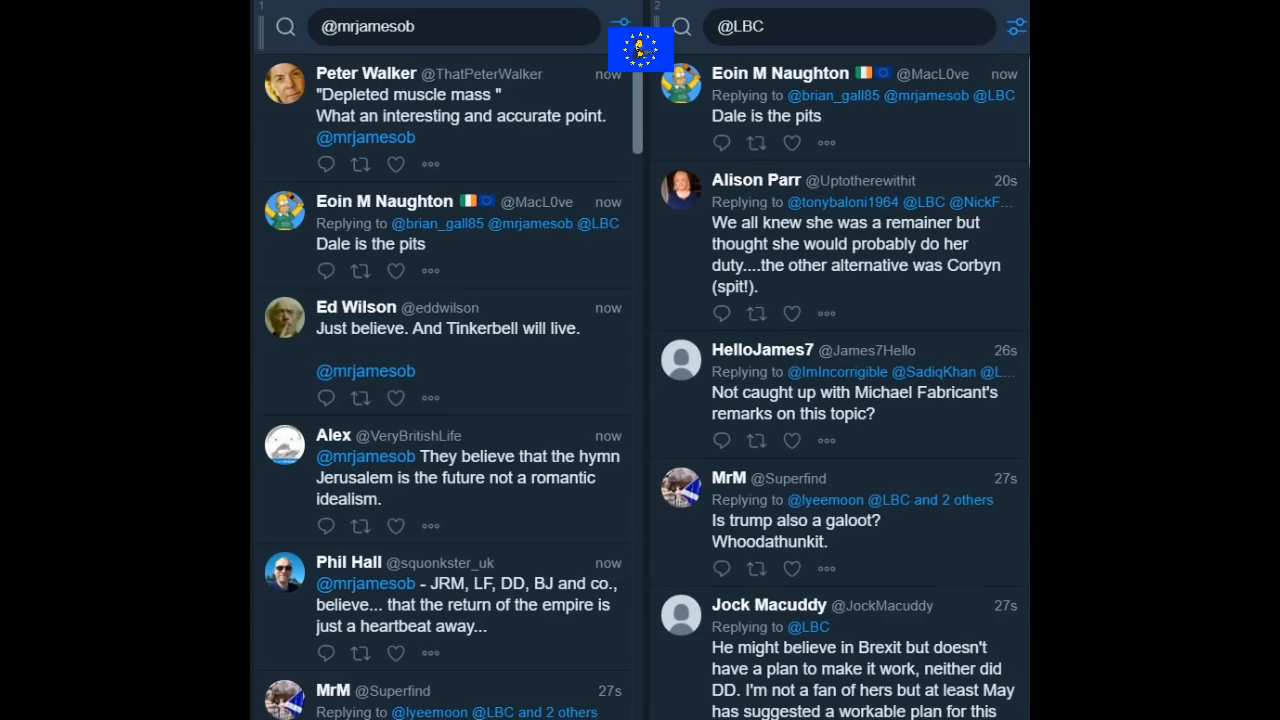 1
@mrjamesob
Peter Walker @ThatPeterWalker now
"Depleted muscle mass "
What an interesting and accurate point.
@mrjamesob
Eoin M Naughton @MacL0ve now
Replying to @brian_gall85 @mrjamesob @LBC
Dale is the pits
Ed Wilson @eddwilson now
Just believe. And Tinkerbell will live.
@mrjamesob
Alex @VeryBritishLife now
@mrjamesob They believe that the hymn
Jerusalem is the future not a romantic
idealism.
Phil Hall @squonkster_uk now
@mrjamesob - JRM, LF, DD, BJ and co.,
believe... that the return of the empire is
just a heartbeat away...
MrM @Superfind 27s
Replying to @lyeemoon @LBC and 2 others
2
@LBC
Eoin M Naughton @MacL0ve now
Replying to @brian_gall85 @mrjamesob @LBC
Dale is the pits
Alison Parr @Uptotherewithit 20s
Replying to @tonybaloni1964 @LBC @NickF...
We all knew she was a remainer but
thought she would probably do her
duty....the other alternative was Corbyn
(spit!).
HelloJames7 @James7Hello 26s
Replying to @ImIncorrigible @SadiqKhan @L...
Not caught up with Michael Fabricant's
remarks on this topic?
MrM @Superfind 27s
Replying to @lyeemoon @LBC and 2 others
Is trump also a galoot?
Whoodathunkit.
Jock Macuddy @JockMacuddy 27s
Replying to @LBC
He might believe in Brexit but doesn't
have a plan to make it work, neither did
DD. I'm not a fan of hers but at least May
has suggested a workable plan for this